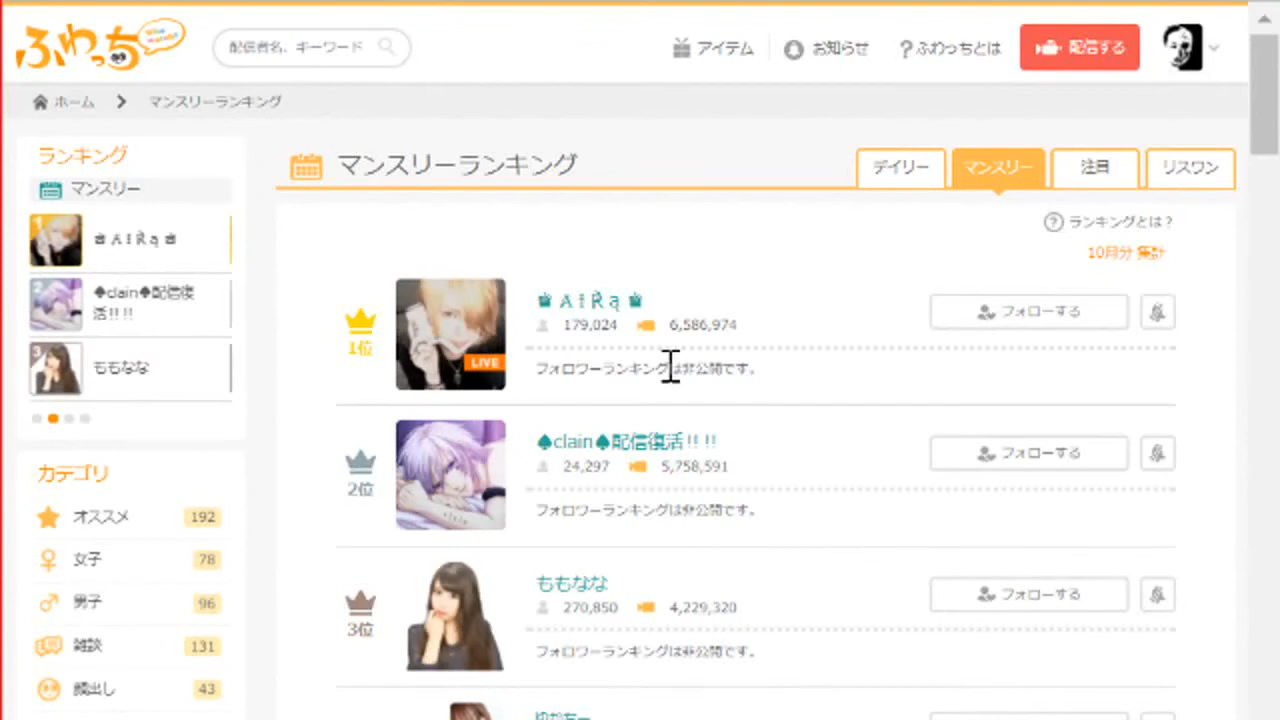 ふわっち
配信者名、キーワード
アイテム
お知らせ
?ふわっちとは
配信する
ホーム
マンスリーランキング
ランキング
マンスリー
1
♛AIRą♛
2
♠clain♠配信復
活!!!!
3
ももなな
カテゴリ
オススメ 192
女子 78
男子 96
雑談 131
顔出し 43
マンスリーランキング
デイリー
マンスリー
注目
リスワン
? ランキングとは?
10月分 集計
1位
LIVE
♛AIRą♛
179,024 6,586,974
フォローする
フォロワーランキングは非公開です。
2位
♠clain♠配信復活!!!!
24,297 5,758,591
フォローする
フォロワーランキングは非公開です。
3位
ももなな
270,850 4,229,320
フォローする
フォロワーランキングは非公開です。